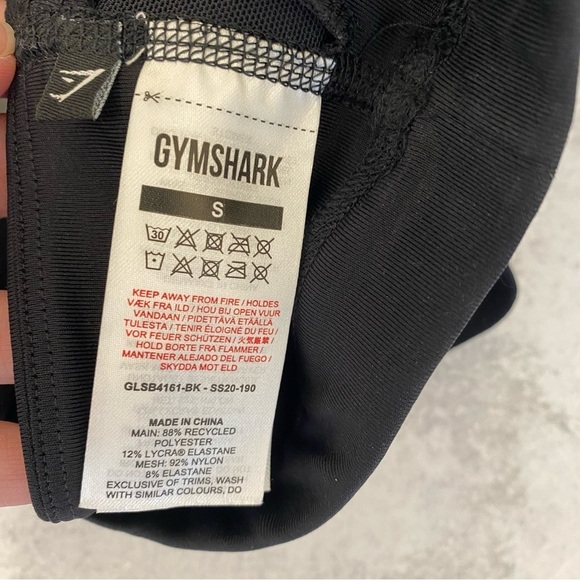 GYMSHARK
S
30
KEEP AWAY FROM FIRE / HOLDES
VÆK FRA ILD / HOU BIJ OPEN VUUR
VANDAAN / PIDETTÄVÄ ETÄÄLLÄ
TULESTA / TENIR ÉLOIGNÉ DU FEU /
VOR FEUER SCHÜTZEN / 火気厳禁 /
HOLD BORTE FRA FLAMMER /
MANTENER ALEJADO DEL FUEGO /
SKYDDA MOT ELD
GLSB4161-BK - SS20-190
MADE IN CHINA
MAIN: 88% RECYCLED
POLYESTER
12% LYCRA® ELASTANE
MESH: 92% NYLON
8% ELASTANE
EXCLUSIVE OF TRIMS, WASH
WITH SIMILAR COLOURS, DO